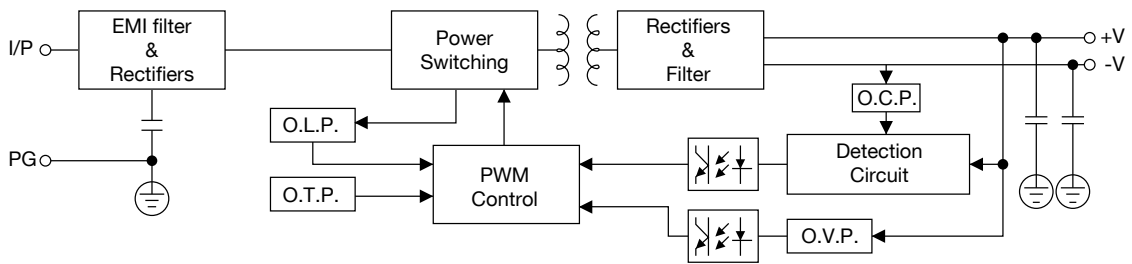 I/P
EMI filter
&
Rectifiers
Power
Switching
Rectifiers
&
Filter
+V
-V
O.C.P.
O.L.P.
PG
PWM
Control
Detection
Circuit
O.T.P.
O.V.P.